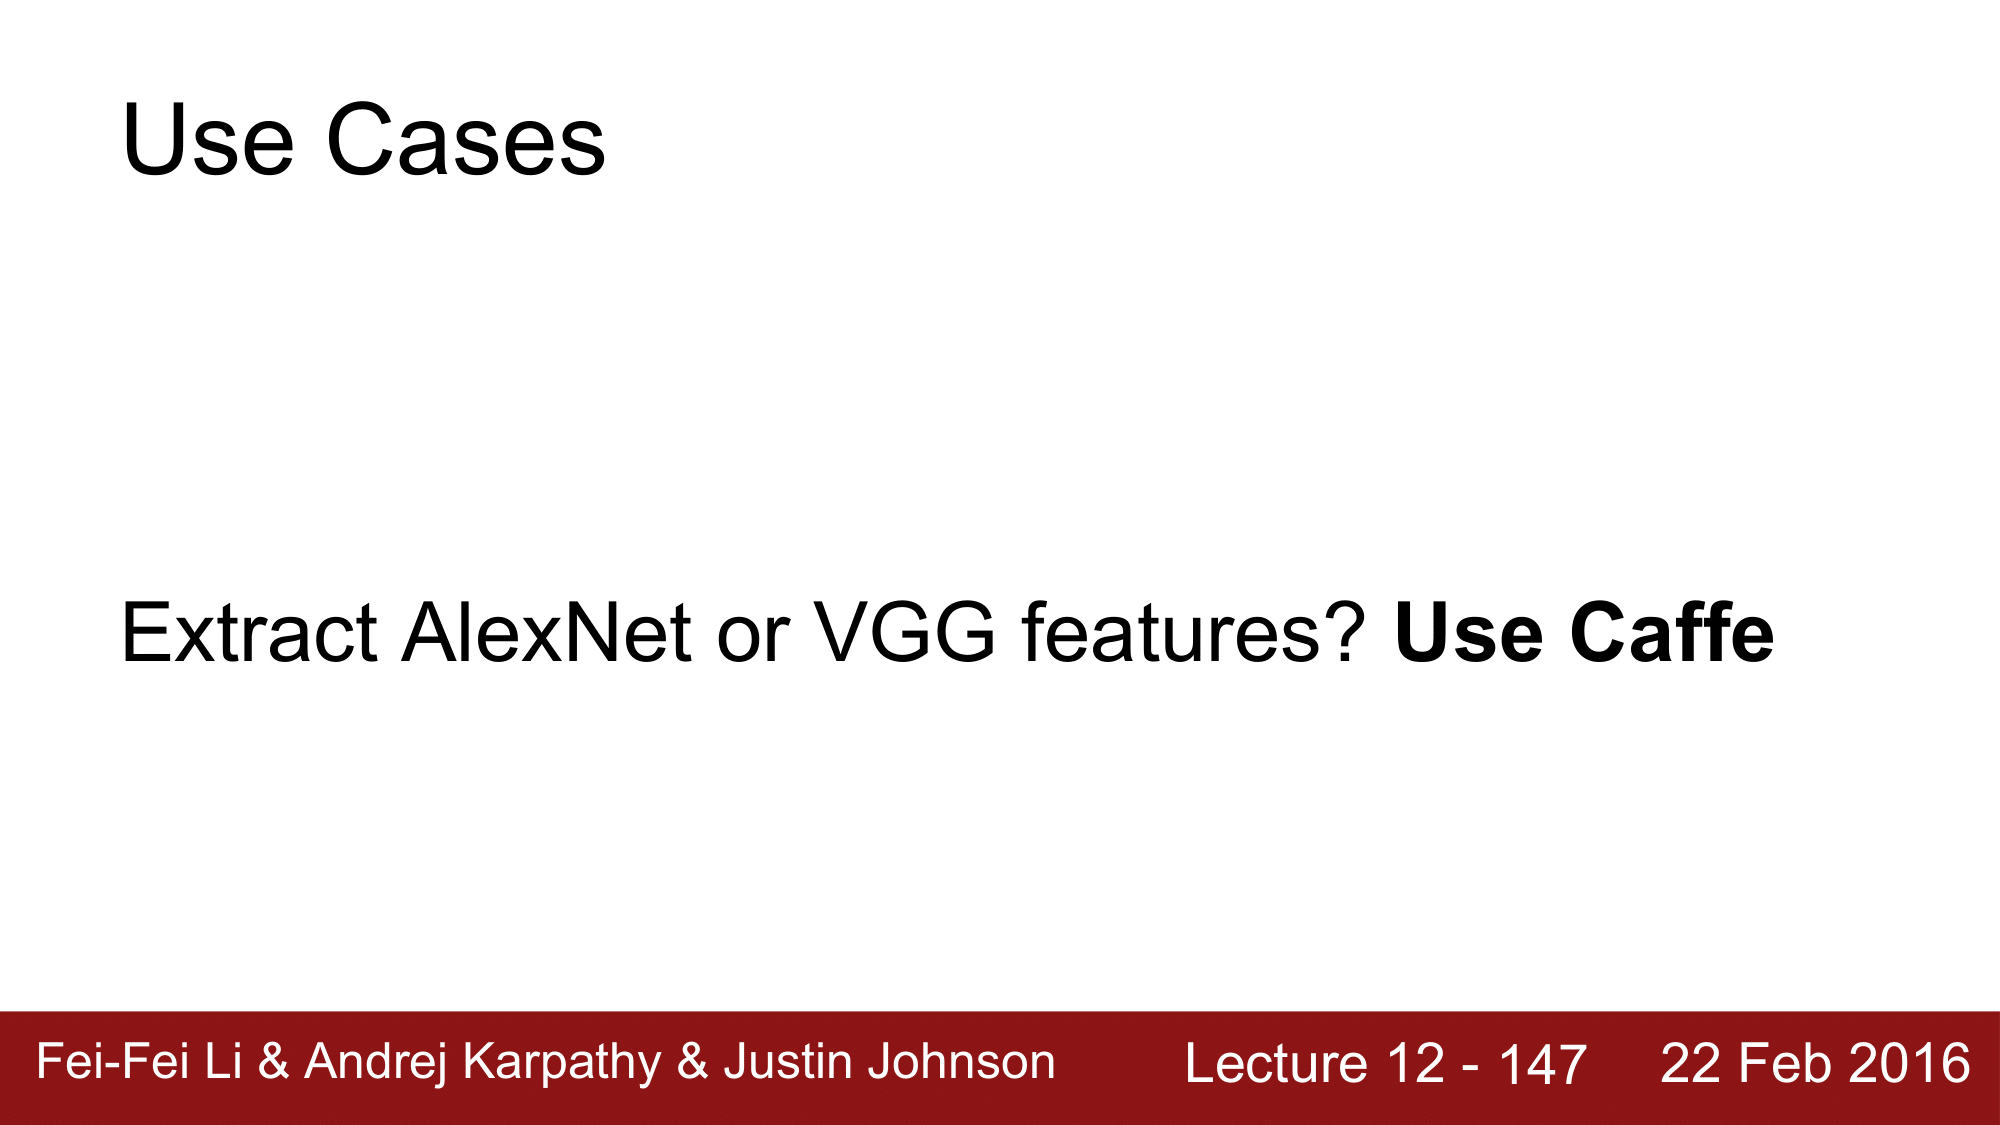 Use Cases
Extract AlexNet or VGG features? Use Caffe
Fei-Fei Li & Andrej Karpathy & Justin Johnson Lecture 12 - 147 22 Feb 2016